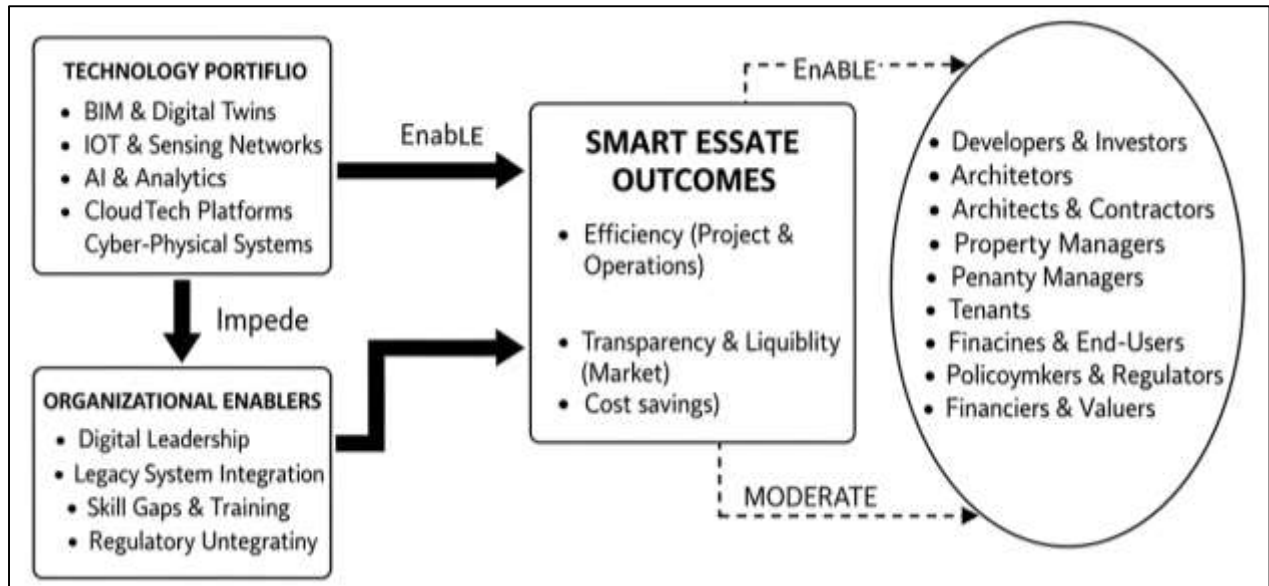 TECHNOLOGY PORTIFLIO
• BIM & Digital Twins
• IOT & Sensing Networks
• AI & Analytics
• CloudTech Platforms
Cyber-Physical Systems
Impede
ORGANIZATIONAL ENABLERS
• Digital Leadership
• Legacy System Integration
• Skill Gaps & Training
• Regulatory Untegratiny
EnabLE
SMART ESSATE
OUTCOMES
• Efficiency (Project &
Operations)
• Transparency & Liquiblity
(Market)
• Cost savings)
EnABLE
MODERATE
• Developers & Investors
• Architetors
• Architects & Contractors
• Property Managers
• Penanty Managers
• Tenants
• Finacines & End-Users
• Policoymkers & Regulators
• Financiers & Valuers